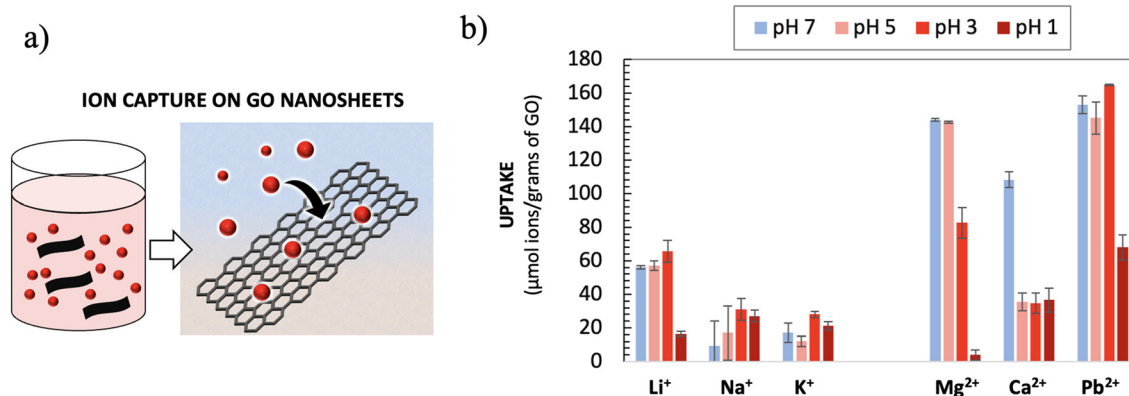 a)
ION CAPTURE ON GO NANOSHEETS
b)
pH 7 pH 5 pH 3 pH 1
UPTAKE
(µmol ions/grams of GO)
180
160
140
120
100
80
60
40
20
0
Li⁺ Na⁺ K⁺ Mg²⁺ Ca²⁺ Pb²⁺